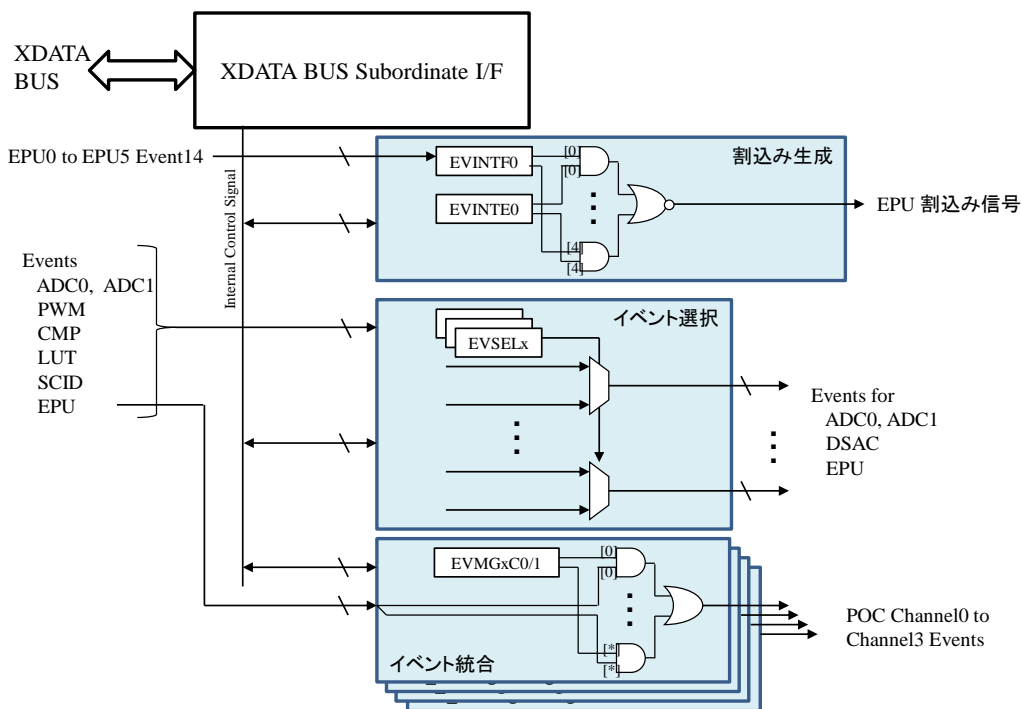 XDATA
BUS
XDATA BUS Subordinate I/F
EPU0 to EPU5 Event14
Internal Control Signal
割込み生成
EVINTF0
[0]
[0]
EVINTE0
[4]
[4]
EPU 割込み信号
Events
ADC0, ADC1
PWM
CMP
LUT
SCID
EPU
イベント選択
EVSELx
Events for
ADC0, ADC1
DSAC
EPU
EVMGxC0/1
[0]
[0]
[*]
[*]
イベント統合
POC Channel0 to
Channel3 Events